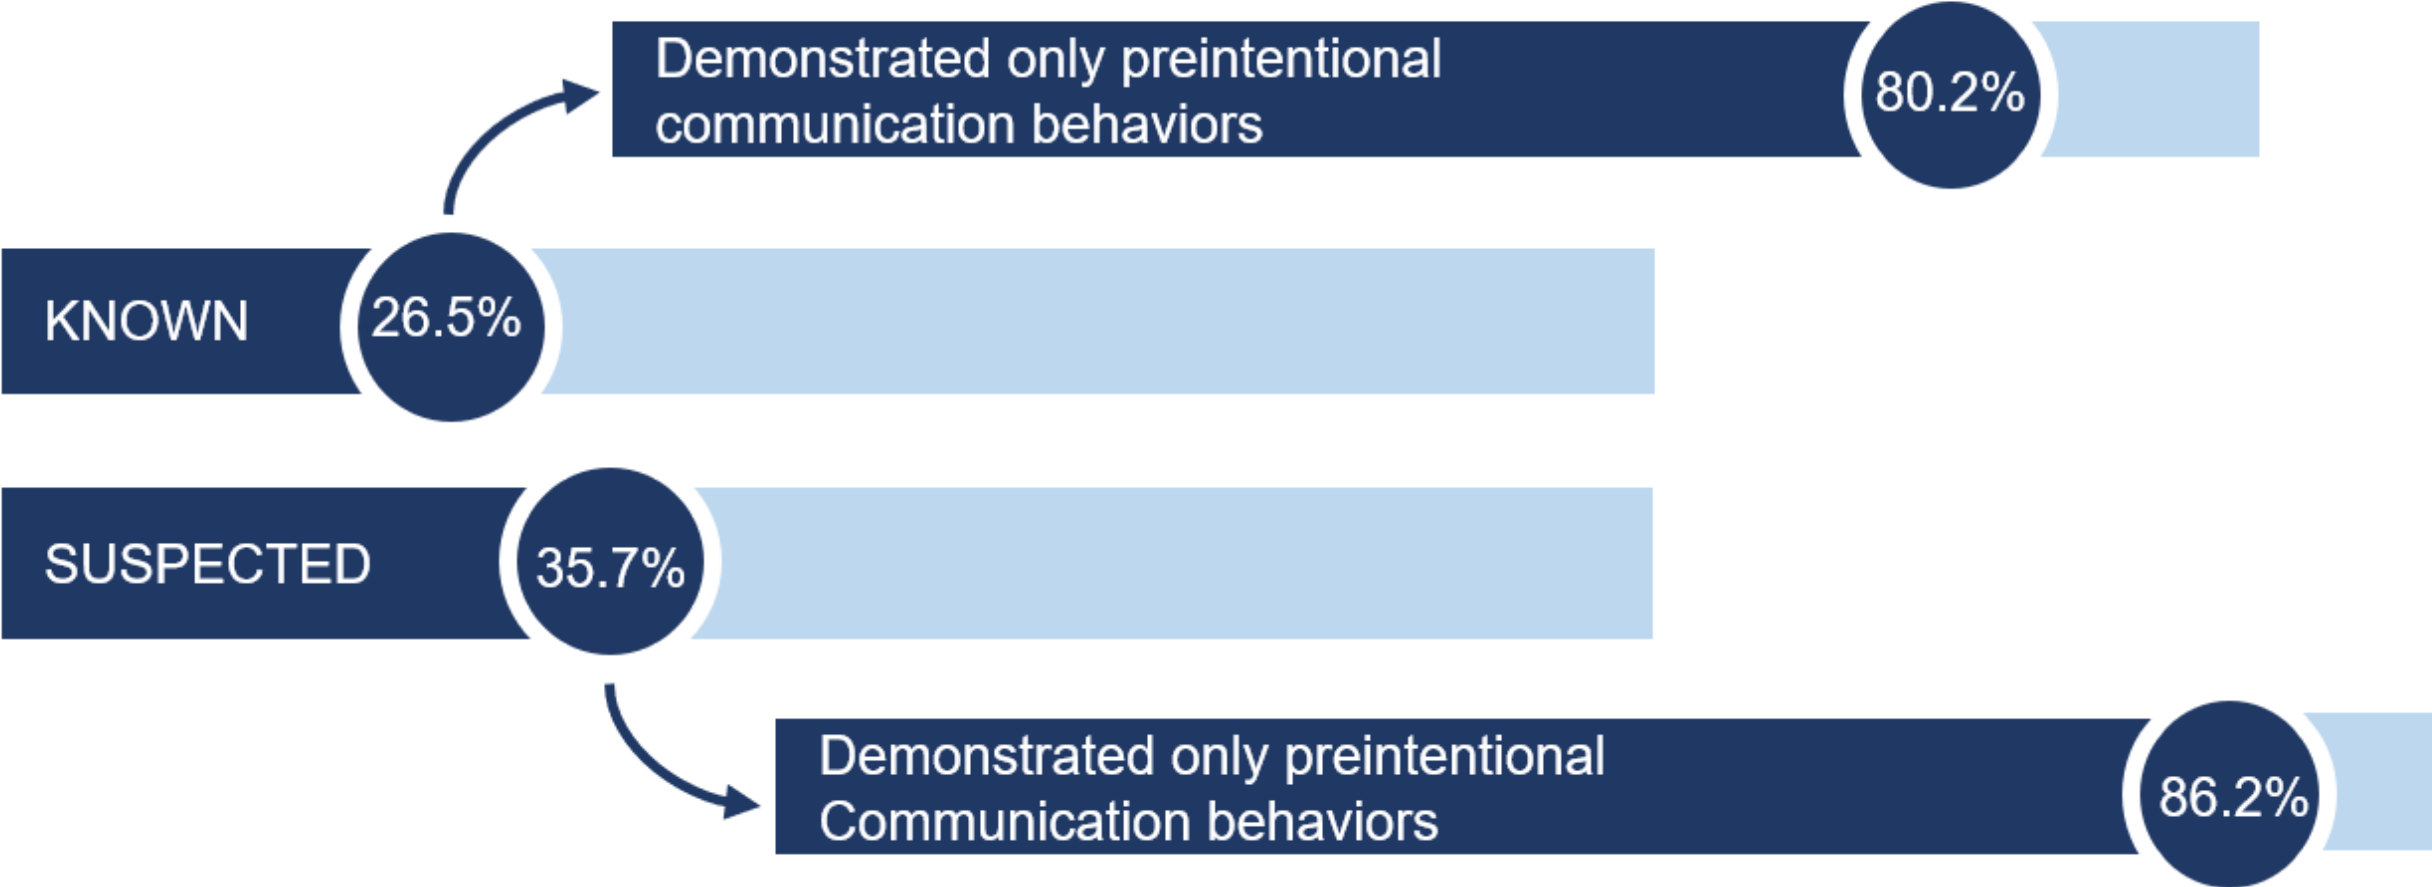 Demonstrated only preintentional
communication behaviors
80.2%
KNOWN
26.5%
SUSPECTED
35.7%
Demonstrated only preintentional
Communication behaviors
86.2%